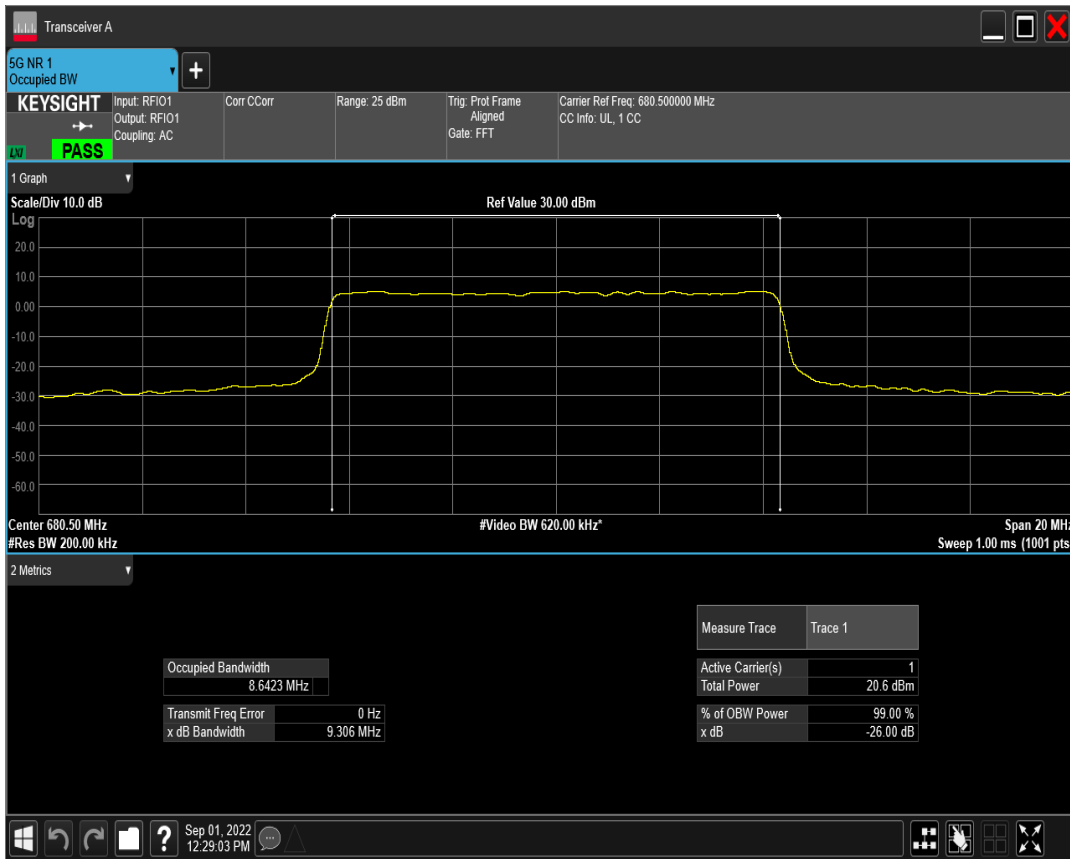 Transceiver A
5G NR 1
Occupied BW
+
KEYSIGHT
LXI
PASS
Input: RFIO1
Output: RFIO1
Coupling: AC
Corr CCorr
Range: 25 dBm
Trig: Prot Frame
Aligned
Gate: FFT
Carrier Ref Freq: 680.500000 MHz
CC Info: UL, 1 CC
1 Graph
Scale/Div 10.0 dB
Ref Value 30.00 dBm
Log
20.0
10.0
0.00
-10.0
-20.0
-30.0
-40.0
-50.0
-60.0
Center 680.50 MHz
#Video BW 620.00 kHz*
Span 20 MHz
#Res BW 200.00 kHz
Sweep 1.00 ms (1001 pts
2 Metrics
Measure Trace Trace 1
Occupied Bandwidth
8.6423 MHz
Active Carrier(s) 1
Total Power 20.6 dBm
Transmit Freq Error 0 Hz
x dB Bandwidth 9.306 MHz
% of OBW Power 99.00 %
x dB -26.00 dB
?
Sep 01, 2022
12:29:03 PM